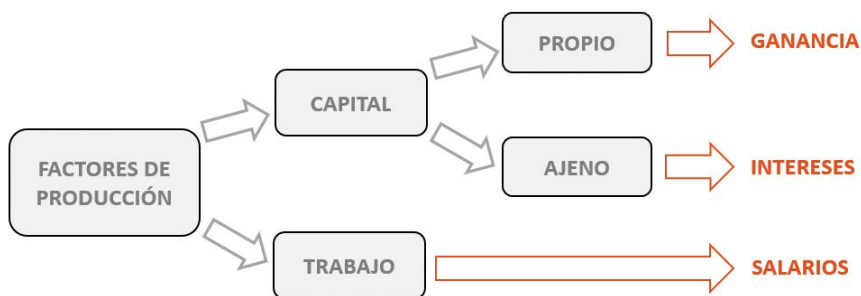 PROPIO
GANANCIA
CAPITAL
FACTORES DE
PRODUCCIÓN
AJENO
INTERESES
TRABAJO
SALARIOS